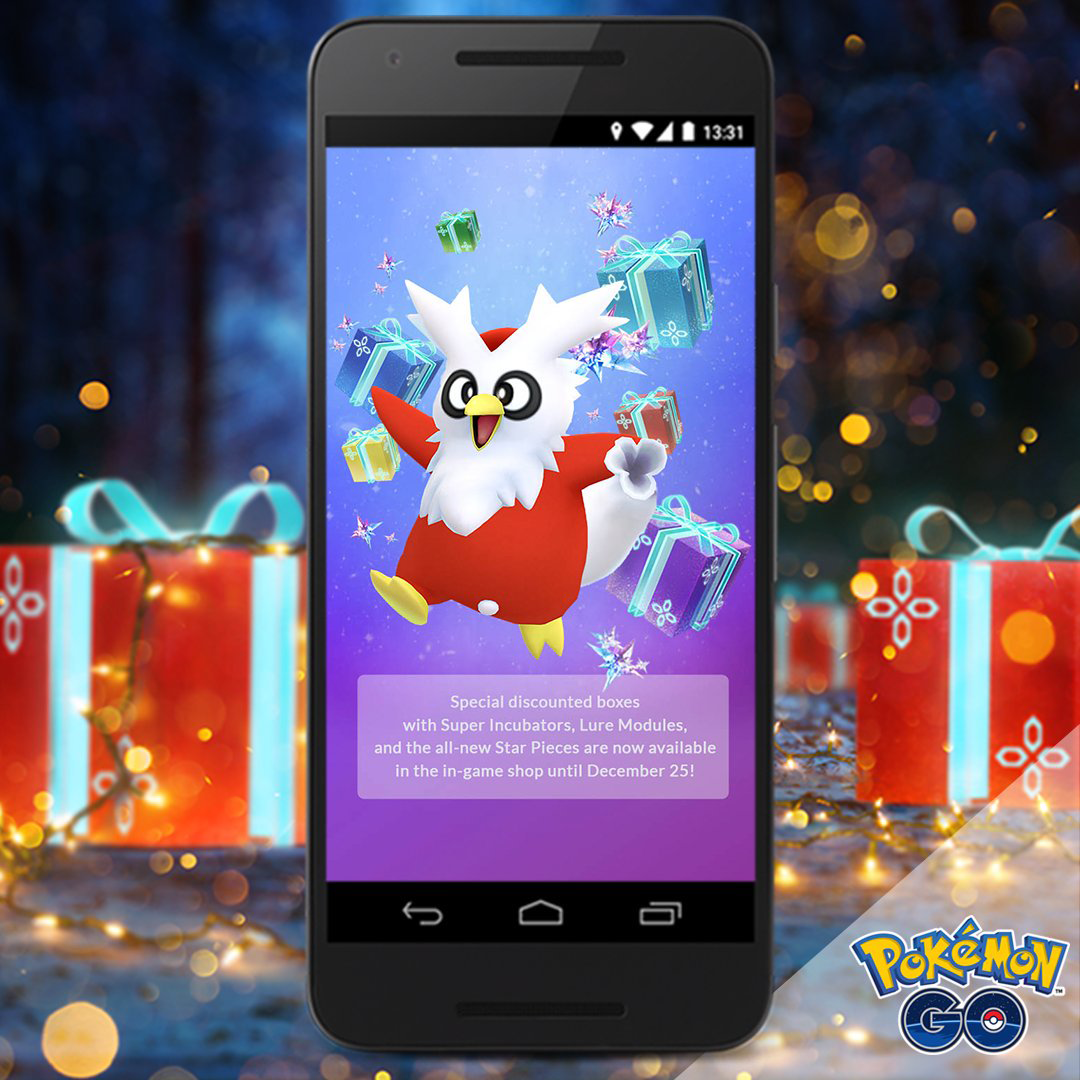 13:31
Special discounted boxes
with Super Incubators, Lure Modules,
and the all-new Star Pieces are now available
in the in-game shop until December 25!
POKéMON
GO